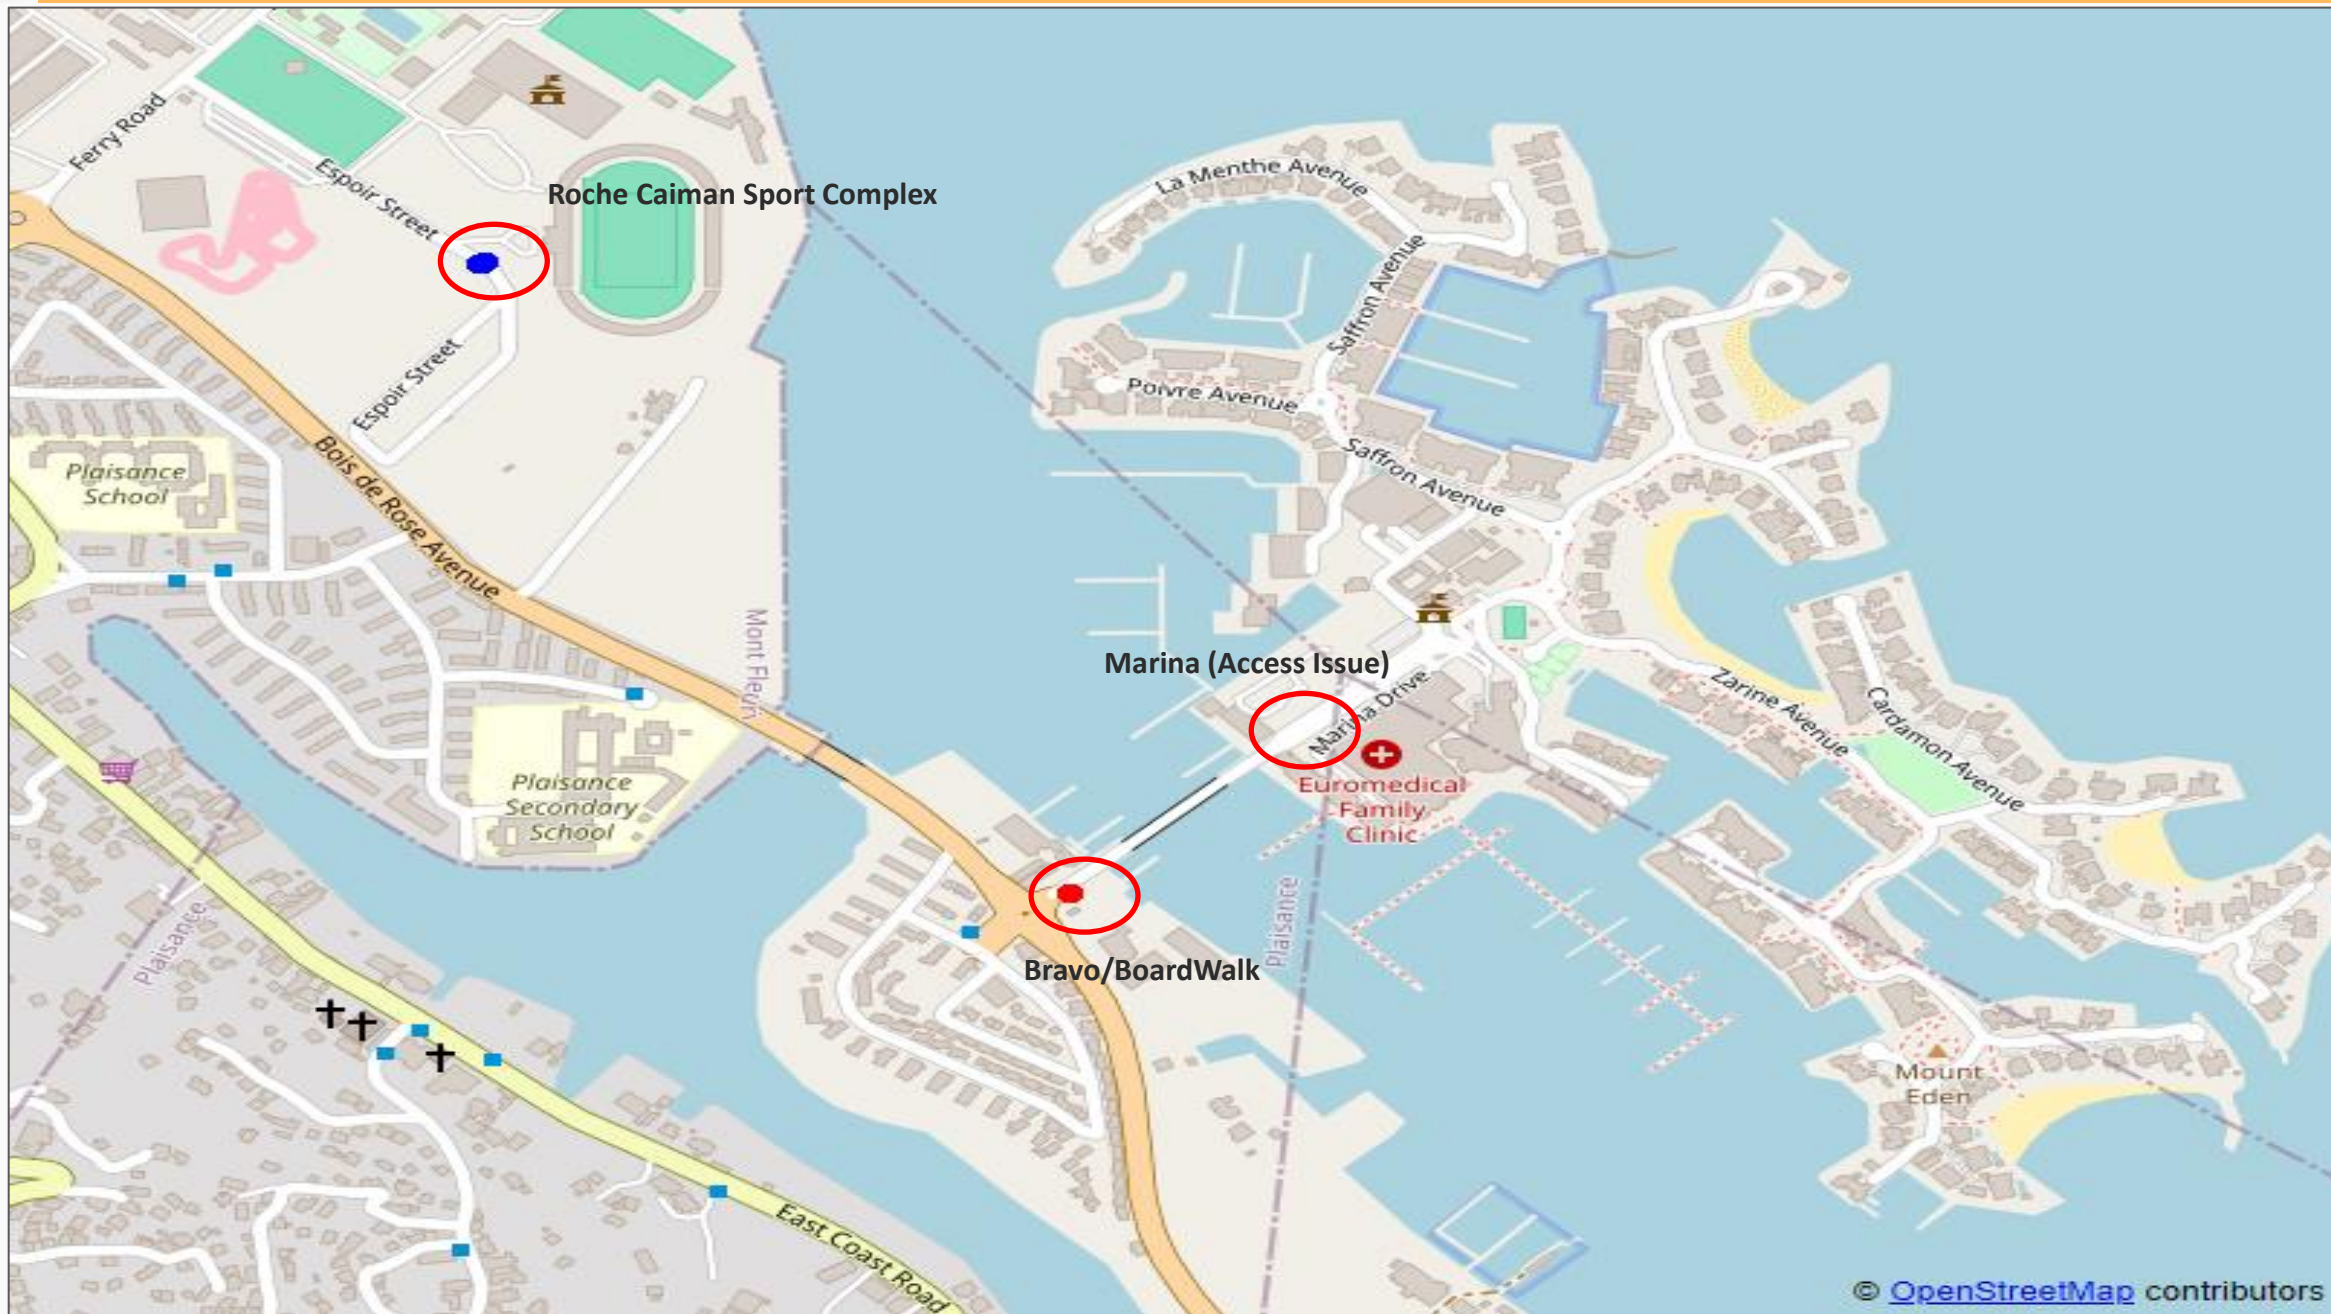 Ferry Road
Espoir Street
Roche Caiman Sport Complex
La Menthe Avenue
Saffron Avenue
Espoir Street
Poivre Avenue
Bois de Rose Avenue
Saffron Avenue
Plaisance
School
Mont Fleuri
Marina (Access Issue)
Marina Drive
Zarine Avenue
Cardamon Avenue
Euromedical
Family
Clinic
Plaisance
Secondary
School
Plaisance
Plaisance
Bravo/BoardWalk
Mount
Eden
East Coast Road
© OpenStreetMap contributors